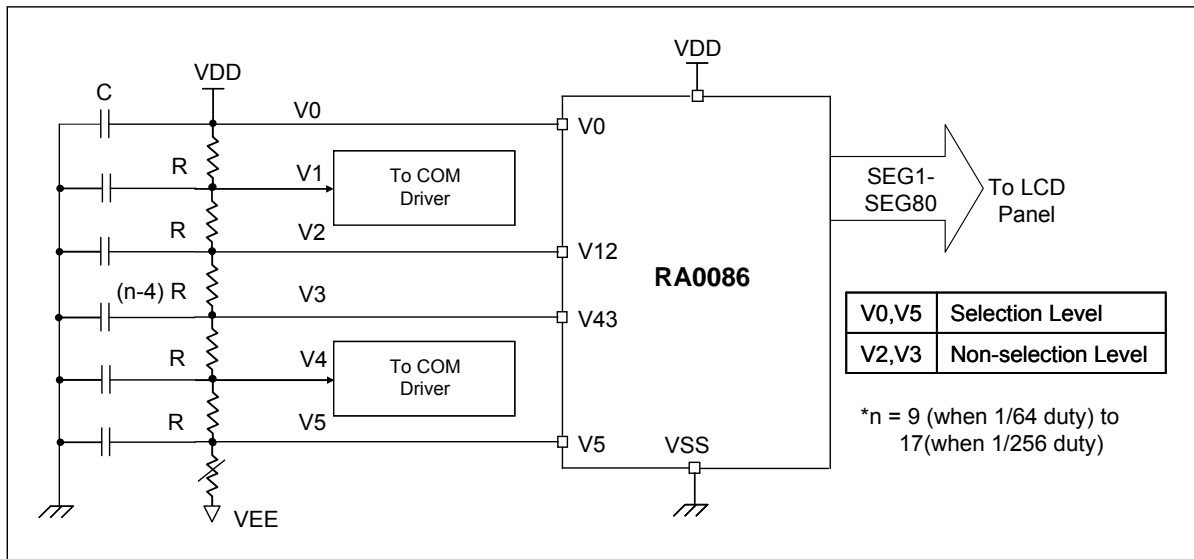 VDD
C
V0
R
V1
To COM
Driver
R
V2
(n-4) R
V3
R
V4
To COM
Driver
R
V5
VEE
VDD
V0
V12
RA0086
V43
V5
VSS
SEG1-
SEG80
To LCD
Panel
V0,V5 Selection Level
V2,V3 Non-selection Level
*n = 9 (when 1/64 duty) to
17(when 1/256 duty)